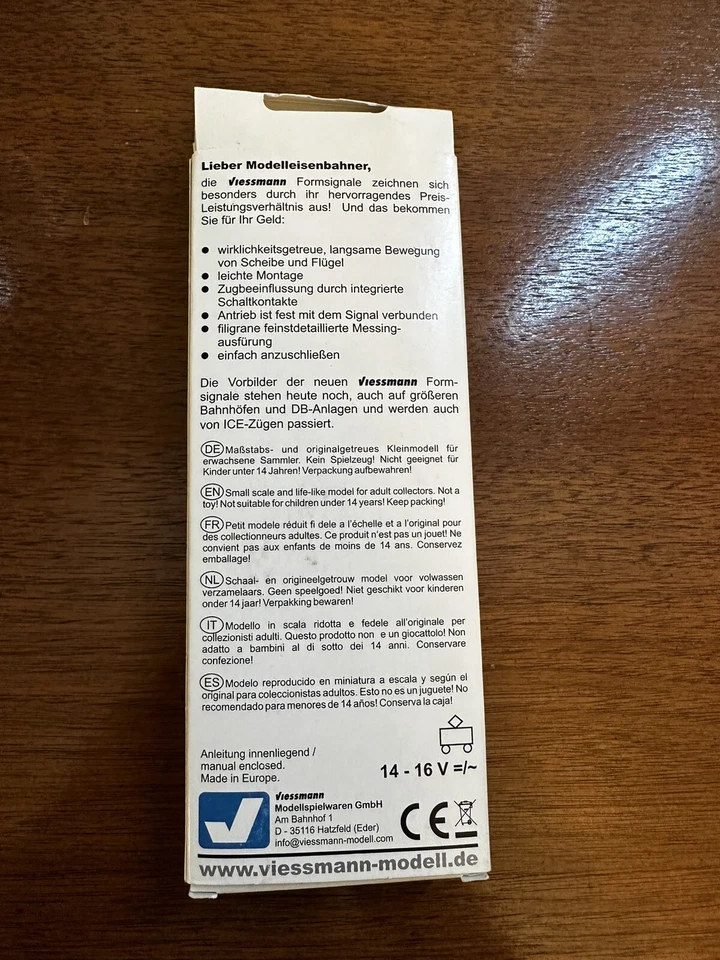 Lieber Modelleisenbahner,
die Viessmann Formsignale zeichnen sich
besonders durch ihr hervorragendes Preis-
Leistungsverhältnis aus! Und das bekommen
Sie für Ihr Geld:
● wirklichkeitsgetreue, langsame Bewegung
von Scheibe und Flügel
● leichte Montage
● Zugbeeinflussung durch integrierte
Schaltkontakte
● Antrieb ist fest mit dem Signal verbunden
● filigrane feinstdetaillierte Messing-
ausführung
● einfach anzuschließen
Die Vorbilder der neuen Viessmann Form-
signale stehen heute noch, auch auf größeren
Bahnhöfen und DB-Anlagen und werden auch
von ICE-Zügen passiert.
DE Maßstabs- und originalgetreues Kleinmodell für
erwachsene Sammler. Kein Spielzeug! Nicht geeignet für
Kinder unter 14 Jahren! Verpackung aufbewahren!
EN Small scale and life-like model for adult collectors. Not a
toy! Not suitable for children under 14 years! Keep packing!
FR Petit modele réduit fi dele a l'échelle et a l'original pour
des collectionneurs adultes. Ce produit n'est pas un jouet! Ne
convient pas aux enfants de moins de 14 ans. Conservez
emballage!
NL Schaal- en origineelgetrouw model voor volwassen
verzamelaars. Geen speelgoed! Niet geschikt voor kinderen
onder 14 jaar! Verpakking bewaren!
IT Modello in scala ridotta e fedele all'originale per
collezionisti adulti. Questo prodotto non e un giocattolo! Non
adatto a bambini al di sotto dei 14 anni. Conservare
confezione!
ES Modelo reproducido en miniatura a escala y según el
original para coleccionistas adultos. Esto no es un juguete! No
recomendado para menores de 14 años! Conserva la caja!
Anleitung innenliegend /
manual enclosed.
Made in Europe.
14 - 16 V =/~
Viessmann
Modellspielwaren GmbH
Am Bahnhof 1
D - 35116 Hatzfeld (Eder)
info@viessmann-modell.com
CE
www.viessmann-modell.de